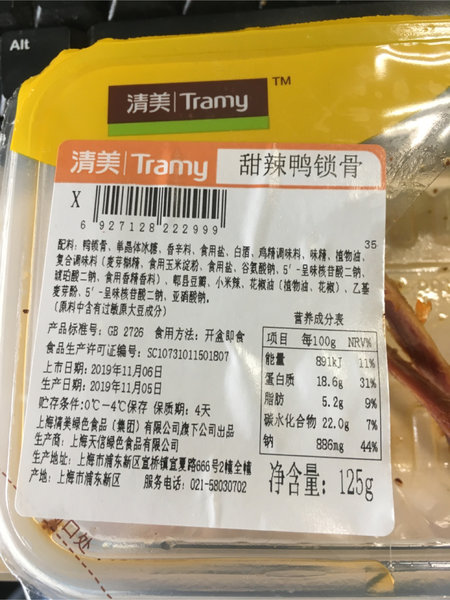 Alt
清美 Tramy TM
清美 Tramy 甜辣鸭锁骨
X
6 927128 222999
35
配料：鸭锁骨、单晶体冰糖、香辛料、食用盐、白酒、鸡精调味料、味精、植物油、
复合调味料（麦芽糊精、食用玉米淀粉、食用盐、谷氨酸钠、5′-呈味核苷酸二钠、
琥珀酸二钠、食用香精香料）、郫县豆瓣、小米辣、花椒油（植物油、花椒）、乙基
麦芽酚、5′-呈味核苷酸二钠、亚硝酸钠。
（原料中含有过敏原大豆成分）
产品标准号：GB 2726 食用方法：开盒即食
食品生产许可证编号：SC10731011501807
上市日期：2019年11月06日
生产日期：2019年11月05日
贮存条件：0℃—4℃保存 保质期：4天
上海清美绿色食品（集团）有限公司旗下公司出品
生产商：上海天信绿色食品有限公司
生产地址：上海市浦东新区宣桥镇宣夏路666号2幢全幢
产地：上海市浦东新区 服务电话：021-58030702
营养成分表
项目 每100g NRV%
能量 891kJ 11%
蛋白质 18.6g 31%
脂肪 5.2g 9%
碳水化合物 22.0g 7%
钠 886mg 44%
净含量：125g
口处